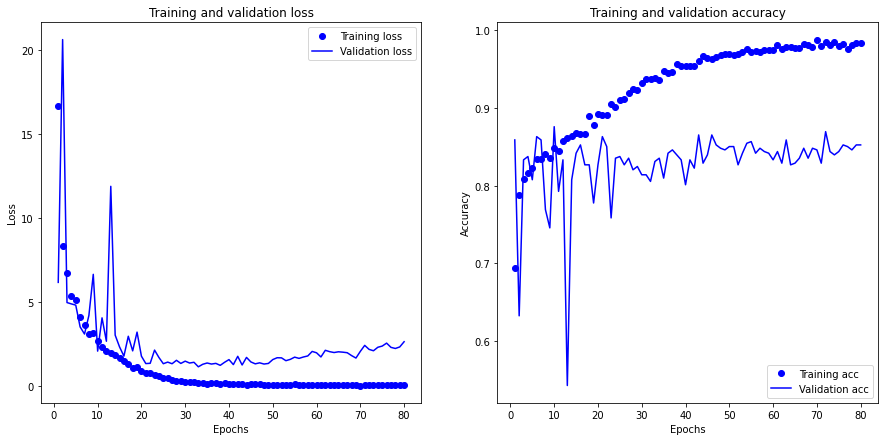 Training and validation loss
Training loss
Validation loss
20
15
10
5
0
Loss
0 10 20 30 40 50 60 70 80
Epochs
Training and validation accuracy
1.0
0.9
0.8
0.7
0.6
Accuracy
Training acc
Validation acc
0 10 20 30 40 50 60 70 80
Epochs